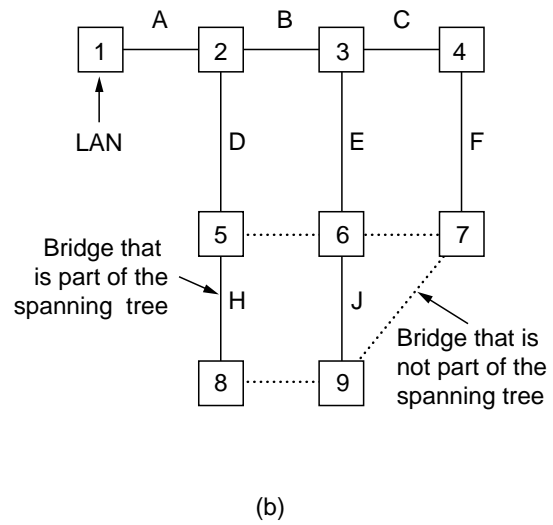 A B C
1 2 3 4
LAN
D E F
5 6 7
Bridge that
is part of the
spanning tree
H J
Bridge that is
not part of the
spanning tree
8 9
(b)